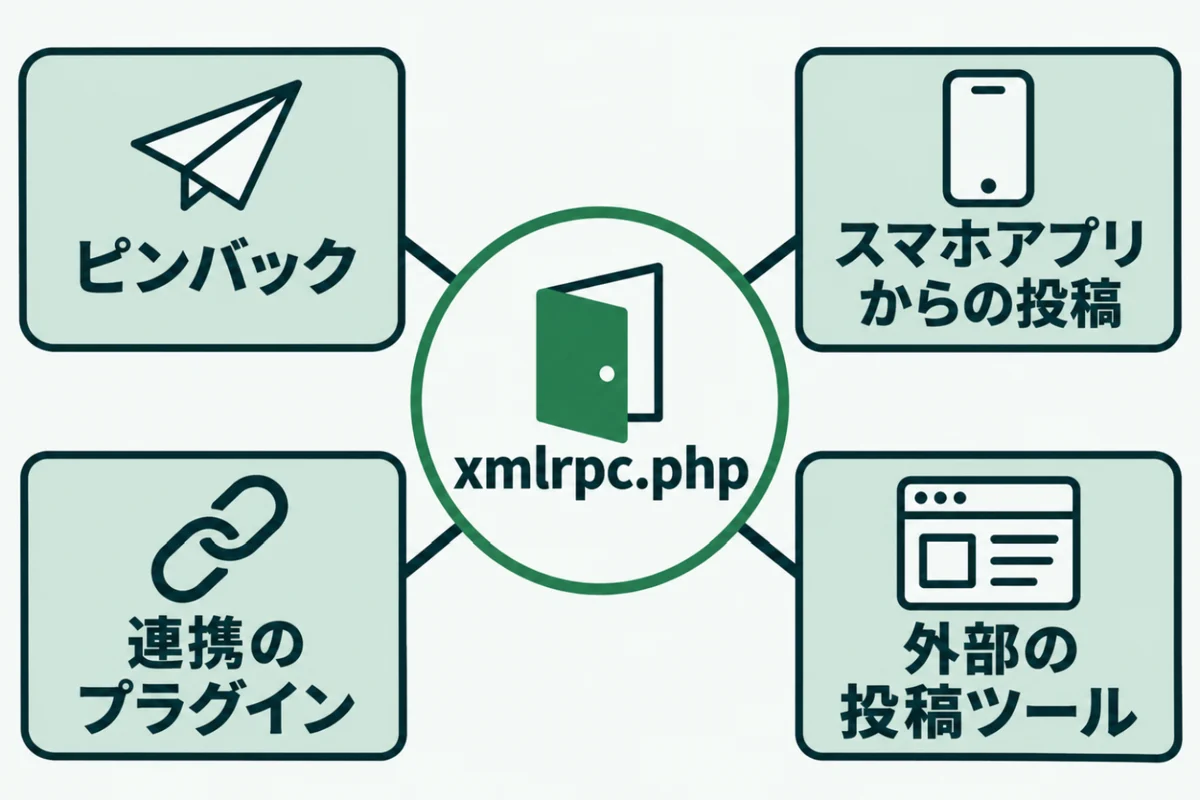 ピンバック
スマホアプリ
からの投稿
xmlrpc.php
連携の
プラグイン
外部の
投稿ツール